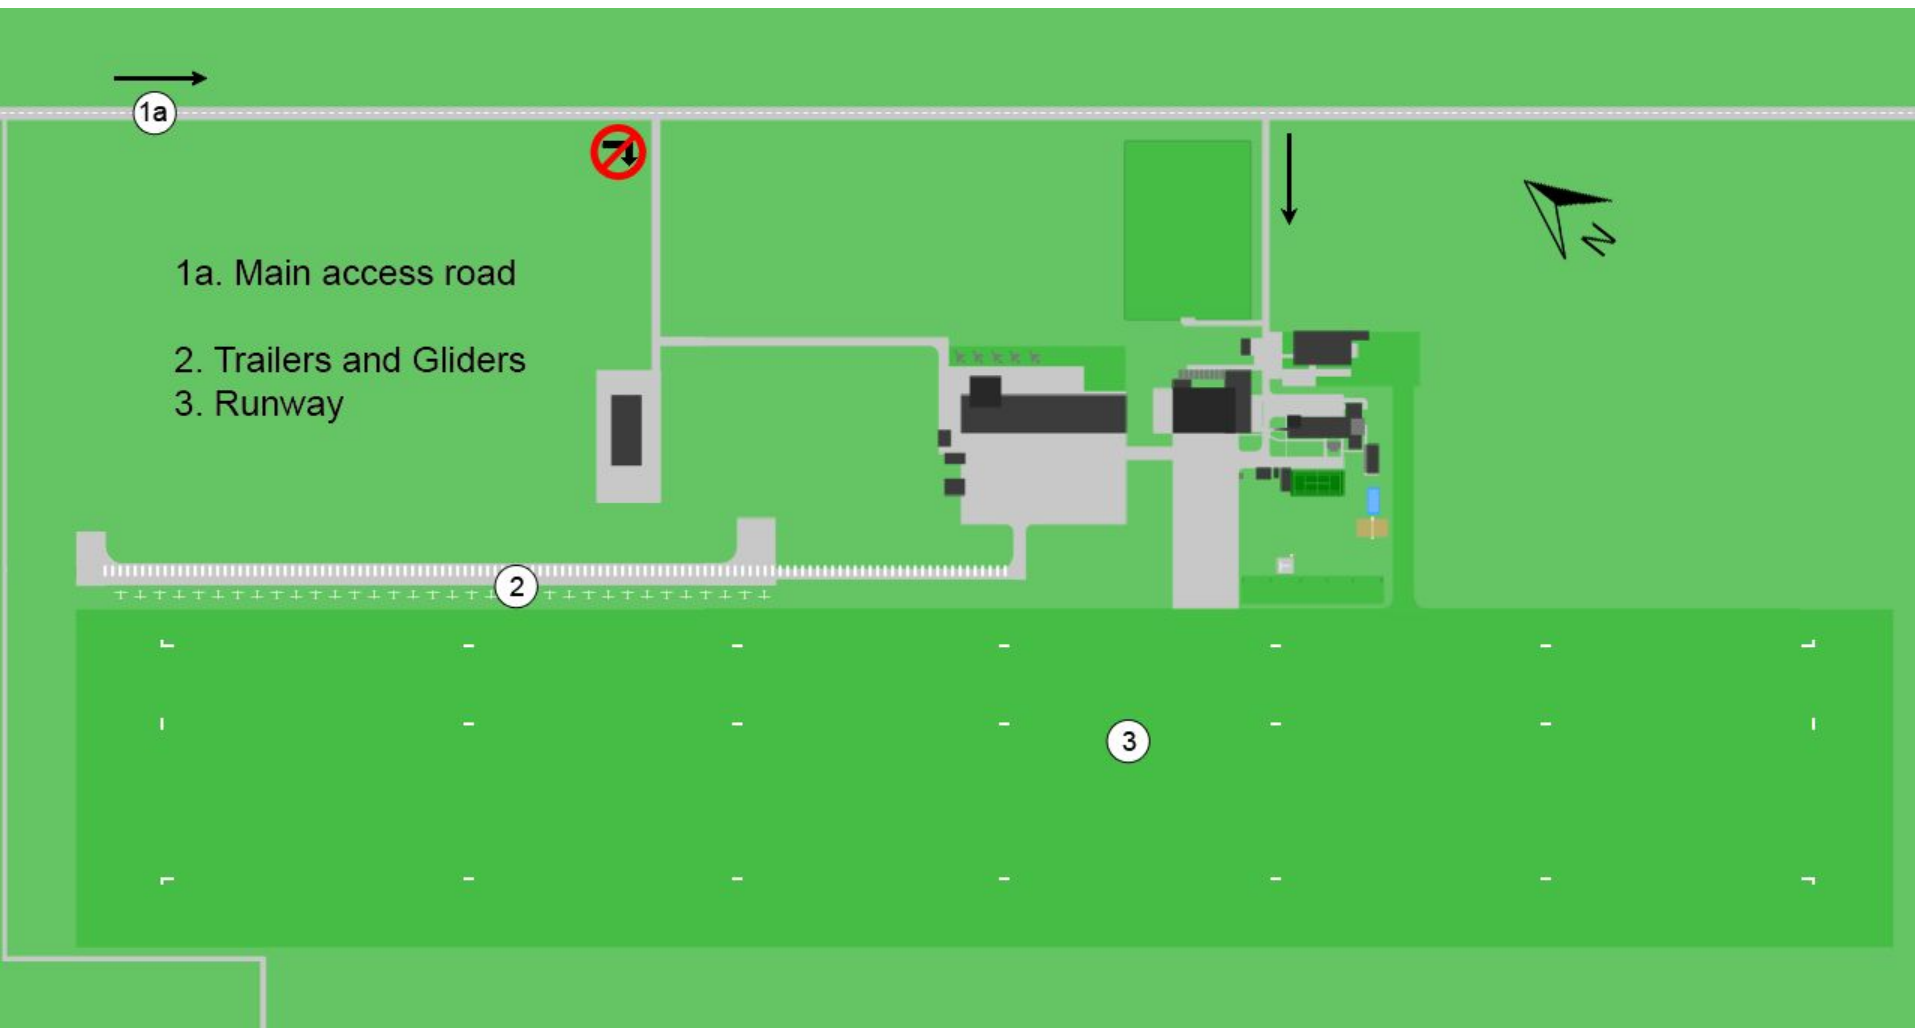 1a
1a. Main access road
N
2. Trailers and Gliders
3. Runway
2
3